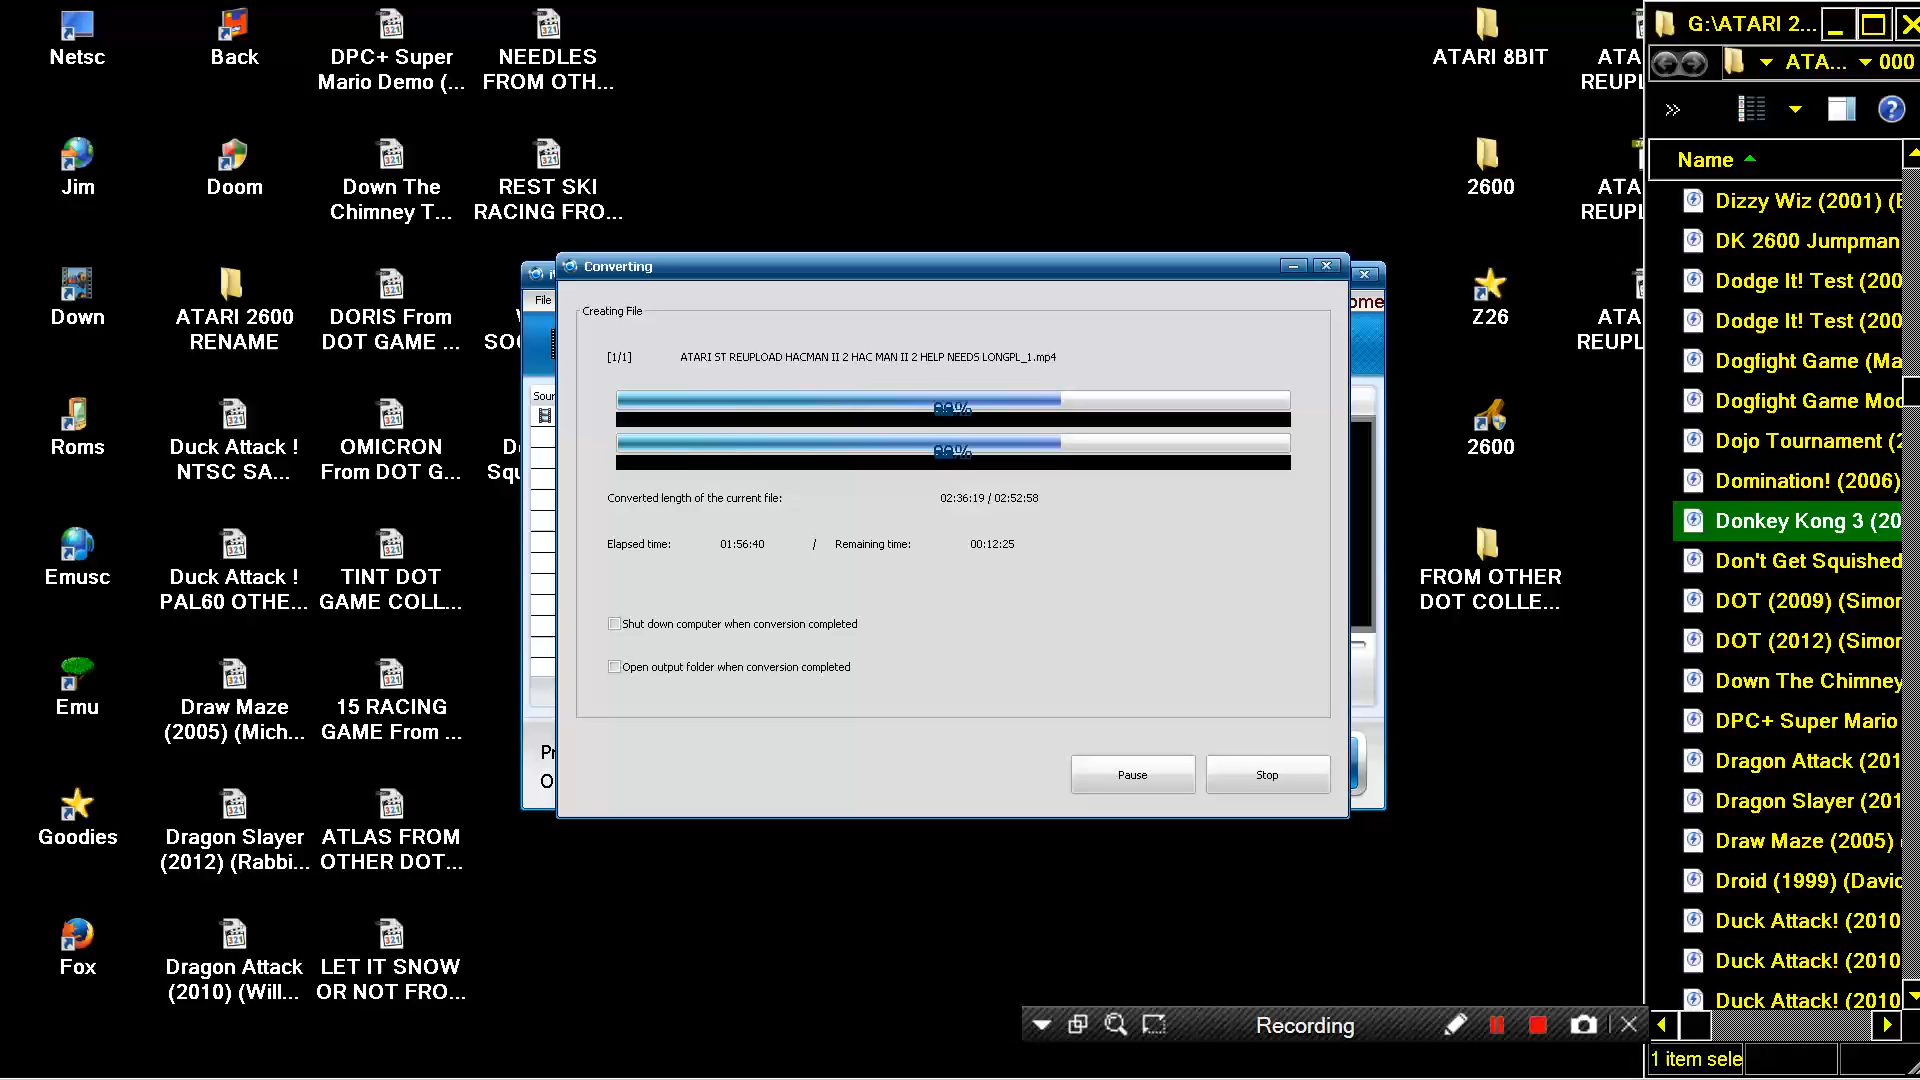 Netsc
Back
DPC+ Super
Mario Demo (...
NEEDLES
FROM OTH...
Jim
Doom
Down The
Chimney T...
REST SKI
RACING FRO...
Down
ATARI 2600
RENAME
DORIS From
DOT GAME ...
Roms
Duck Attack !
NTSC SA...
OMICRON
From DOT G...
Emusc
Duck Attack !
PAL60 OTHE...
TINT DOT
GAME COLL...
Emu
Draw Maze
(2005) (Mich...
15 RACING
GAME From ...
Goodies
Dragon Slayer
(2012) (Rabbi...
ATLAS FROM
OTHER DOT...
Fox
Dragon Attack
(2010) (Will...
LET IT SNOW
OR NOT FRO...
File
Sour
Pr
O
ome
Converting
Creating File
[1/1] ATARI ST REUPLOAD HACMAN II 2 HAC MAN II 2 HELP NEEDS LONGPL_1.mp4
Converted length of the current file: 02:36:19 / 02:52:58
Elapsed time: 01:56:40 / Remaining time: 00:12:25
Shut down computer when conversion completed
Open output folder when conversion completed
Pause
Stop
ATARI 8BIT
ATA
REUPL
2600
ATA
REUPL
Z26
ATA
REUPL
2600
FROM OTHER
DOT COLLE...
Recording
G:\ATARI 2...
ATA... 000
Name
Dizzy Wiz (2001) (
DK 2600 Jumpman
Dodge It! Test (200
Dodge It! Test (200
Dogfight Game (Ma
Dogfight Game Mod
Dojo Tournament (2
Domination! (2006)
Donkey Kong 3 (20
Don't Get Squished
DOT (2009) (Simon
DOT (2012) (Simon
Down The Chimney
DPC+ Super Mario
Dragon Attack (201
Dragon Slayer (201
Draw Maze (2005)
Droid (1999) (David
Duck Attack! (2010
Duck Attack! (2010
Duck Attack! (2010
1 item sele